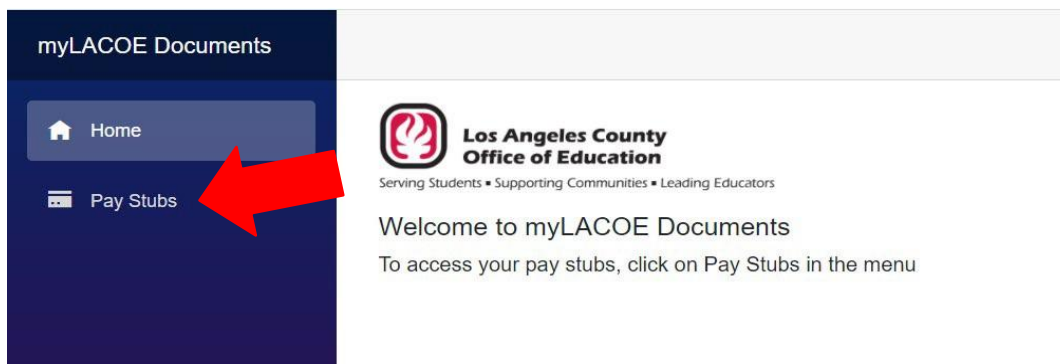 myLACOE Documents
Home
Pay Stubs
Los Angeles County
Office of Education
Serving Students ▪ Supporting Communities ▪ Leading Educators
Welcome to myLACOE Documents
To access your pay stubs, click on Pay Stubs in the menu